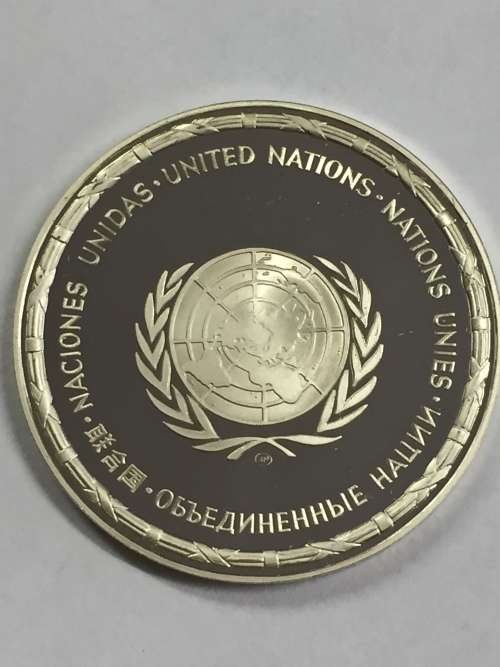 UNITED NATIONS · NATIONS UNIES · ОБЪЕДИНЕННЫЕ НАЦИИ · 联合国 · NACIONES UNIDAS ·